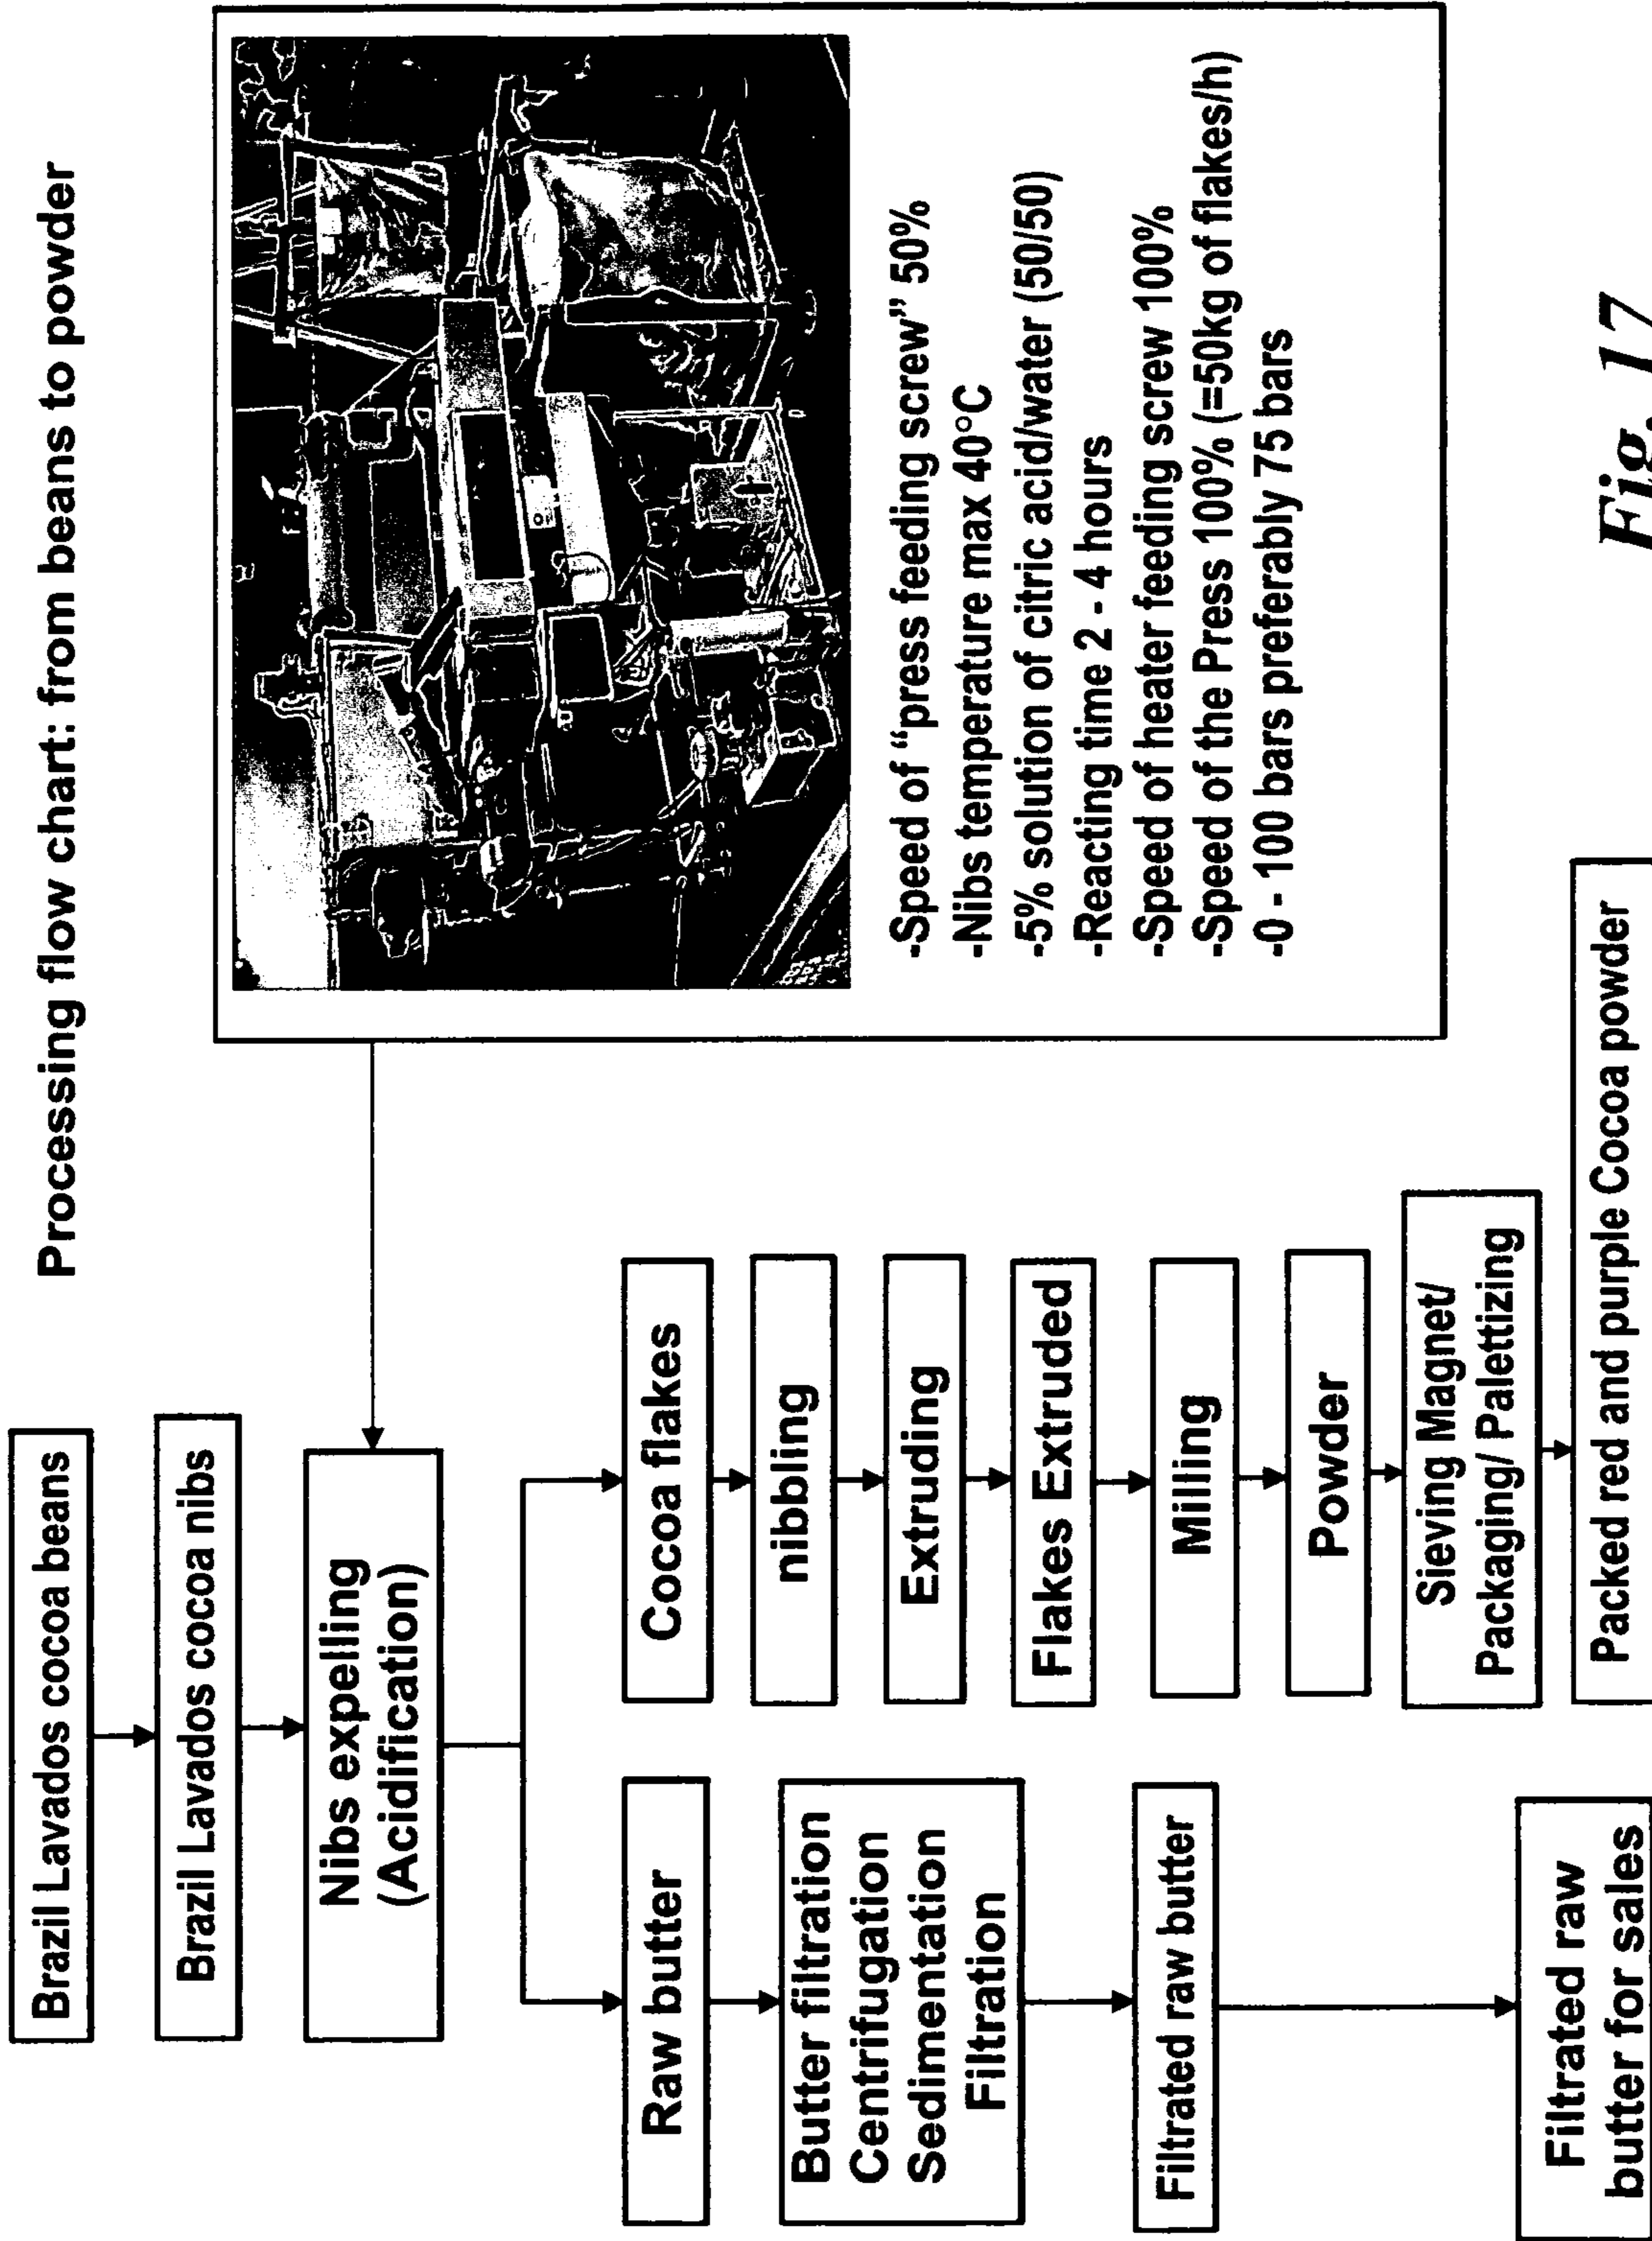 Processing flow chart: from beans to powder
Brazil Lavados cocoa beans
Brazil Lavados cocoa nibs
Nibs expelling
(Acidification)
Raw butter
Butter filtration
Centrifugation
Sedimentation
Filtration
Filtrated raw butter
Filtrated raw
butter for sales
Cocoa flakes
nibbling
Extruding
Flakes Extruded
Milling
Powder
Sieving Magnet/
Packaging/ Paletizing
Packed red and purple Cocoa powder
-Speed of “press feeding screw” 50%
-Nibs temperature max 40°C
-5% solution of citric acid/water (50/50)
-Reacting time 2 - 4 hours
-Speed of heater feeding screw 100%
-Speed of the Press 100% (=50kg of flakes/h)
-0 - 100 bars preferably 75 bars
Fig. 17